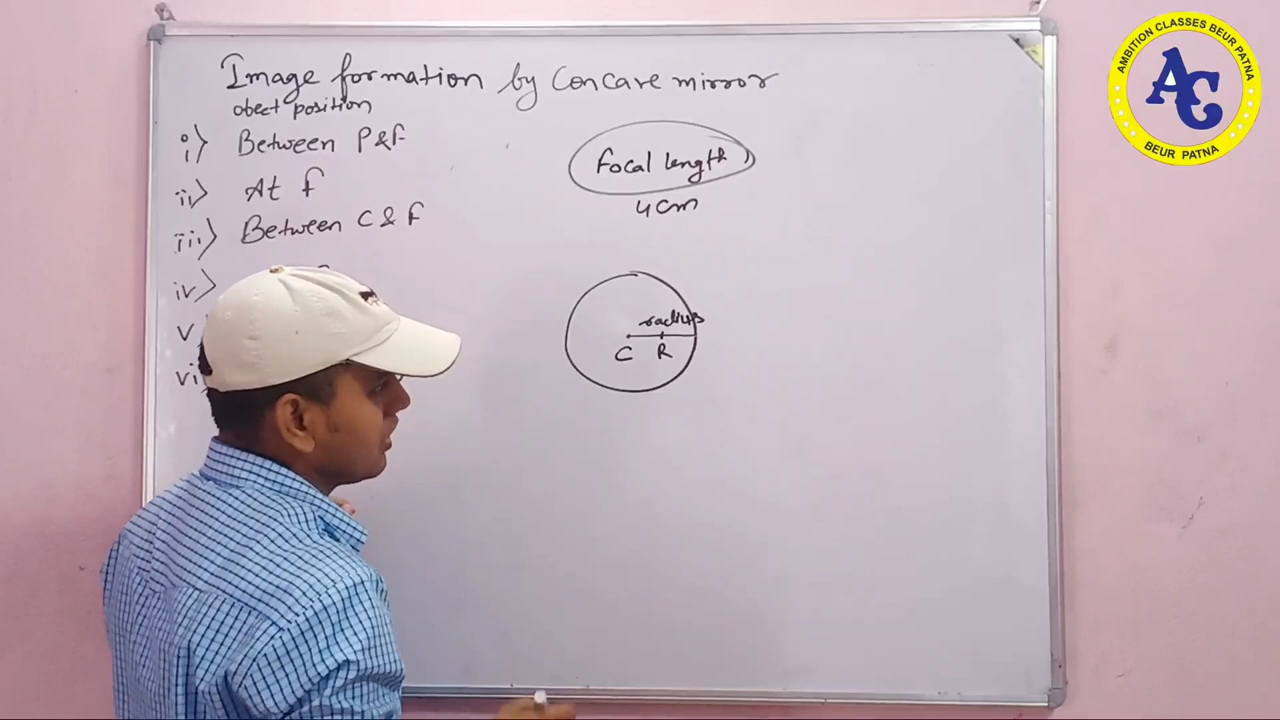 Image formation by Concave mirror
obect position
i) Between P&F
ii) At f
iii) Between C & F
iv)
v
vi
focal length
4cm
radius
C R
AMBITION CLASSES BEUR PATNA
AC
BEUR PATNA